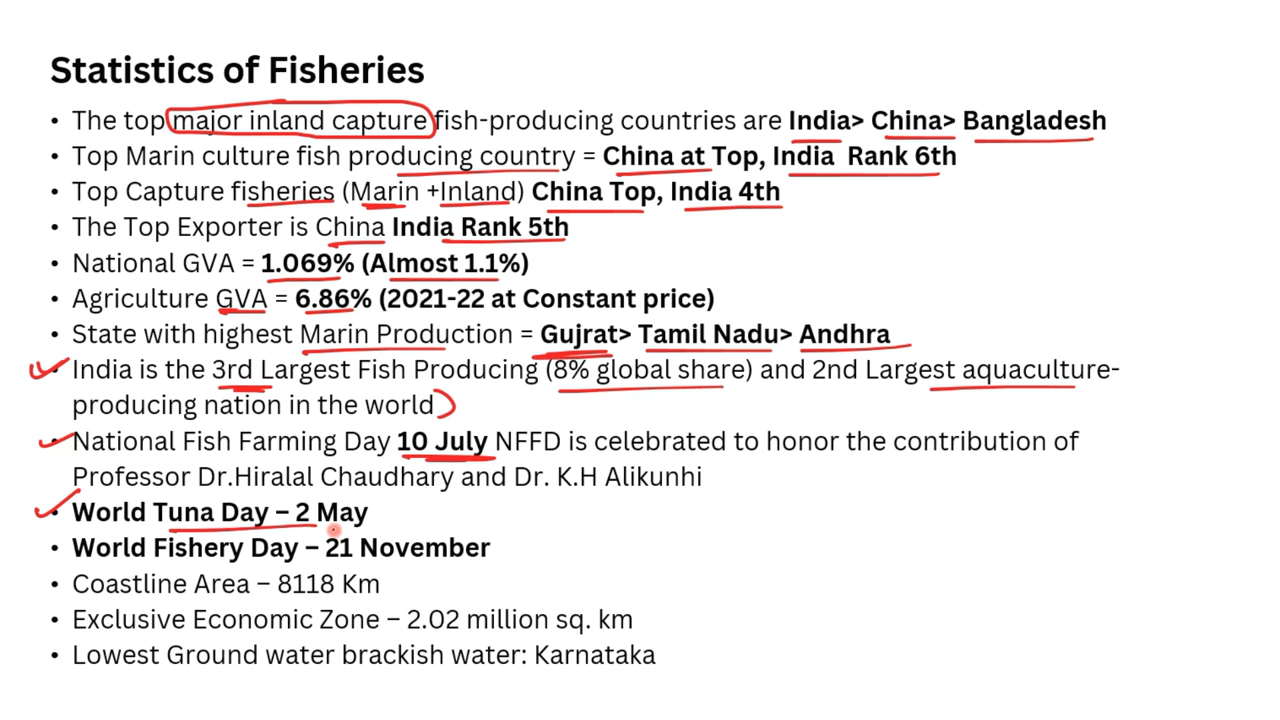 Statistics of Fisheries
• The top major inland capture fish-producing countries are India> China> Bangladesh
• Top Marin culture fish producing country = China at Top, India Rank 6th
• Top Capture fisheries (Marin +Inland) China Top, India 4th
• The Top Exporter is China India Rank 5th
• National GVA = 1.069% (Almost 1.1%)
• Agriculture GVA = 6.86% (2021-22 at Constant price)
• State with highest Marin Production = Gujrat> Tamil Nadu> Andhra
• India is the 3rd Largest Fish Producing (8% global share) and 2nd Largest aquaculture-
producing nation in the world
• National Fish Farming Day 10 July NFFD is celebrated to honor the contribution of
Professor Dr.Hiralal Chaudhary and Dr. K.H Alikunhi
• World Tuna Day – 2 May
• World Fishery Day – 21 November
• Coastline Area – 8118 Km
• Exclusive Economic Zone – 2.02 million sq. km
• Lowest Ground water brackish water: Karnataka